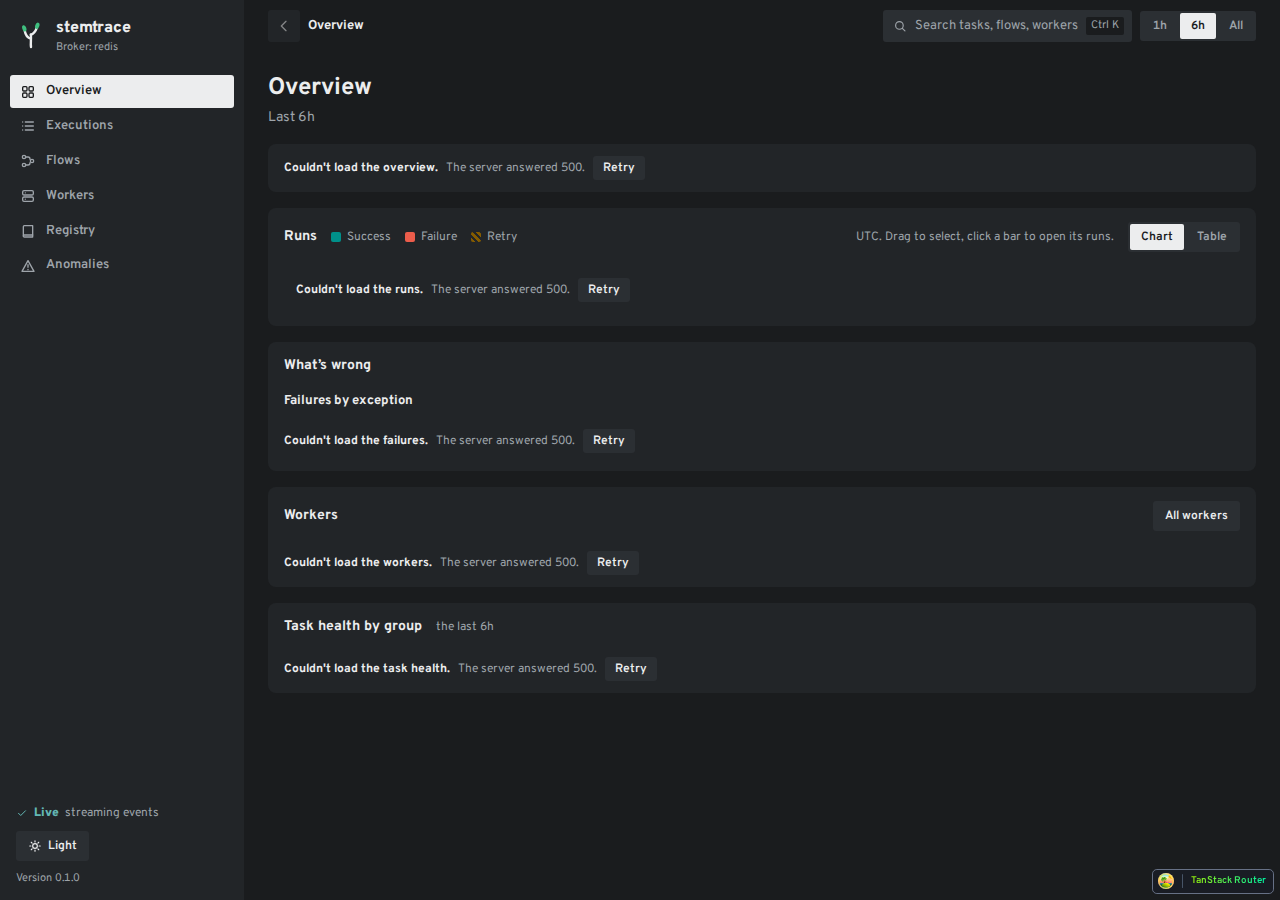 stemtrace
Broker: redis
Overview
Executions
Flows
Workers
Registry
Anomalies
Live streaming events
Light
Version 0.1.0
Overview
Search tasks, flows, workers Ctrl K
1h 6h All
Overview
Last 6h
Couldn't load the overview. The server answered 500. Retry
Runs Success Failure Retry UTC. Drag to select, click a bar to open its runs. Chart Table
Couldn't load the runs. The server answered 500. Retry
What's wrong
Failures by exception
Couldn't load the failures. The server answered 500. Retry
Workers All workers
Couldn't load the workers. The server answered 500. Retry
Task health by group the last 6h
Couldn't load the task health. The server answered 500. Retry
TanStack Router